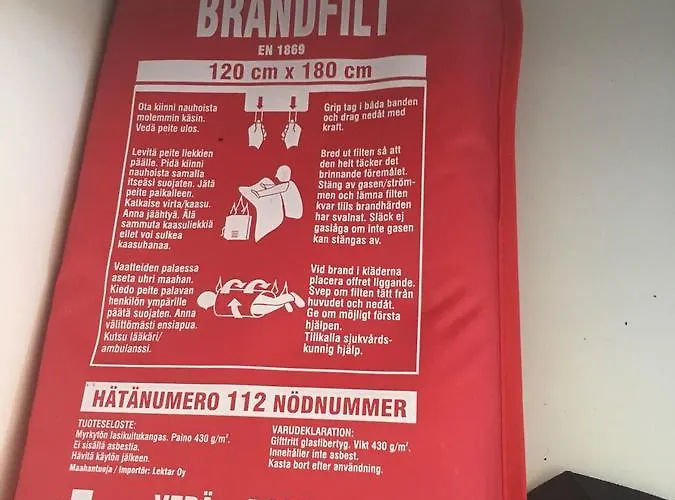 BRANDFILT
EN 1869
120 cm x 180 cm
Ota kiinni nauhoista
molemmin käsin.
Vedä peite ulos.
Grip tag i båda banden
och drag nedåt med
kraft.
Levitä peite liekkien
päälle. Pidä kiinni
nauhoista samalla
itseäsi suojaten. Jätä
peite paikalleen.
Katkaise virta/kaasu.
Anna jäähtyä. Älä
sammuta kaasuliekkiä
ellet voi sulkea
kaasuhanaa.
Bred ut filten så att
den helt täcker det
brinnande föremålet.
Stäng av gasen/ström-
men och lämna filten
kvar tills brandhärden
har svalnat. Släck ej
gaslåga om inte gasen
kan stängas av.
Vaatteiden palaessa
aseta uhri maahan.
Kiedo peite palavan
henkilön ympärille
päätä suojaten. Anna
välittömästi ensiapua.
Kutsu lääkäri/
ambulanssi.
Vid brand i kläderna
placera offret liggande.
Svep om filten tätt från
huvudet och nedåt.
Ge om möjligt första
hjälpen.
Tillkalla sjukvårds-
kunnig hjälp.
HÄTÄNUMERO 112 NÖDNUMMER
TUOTESELOSTE:
Myrkytön lasikuitukangas. Paino 430 g/m².
Ei sisällä asbestia.
Hävitä käytön jälkeen.
Maahantuoja / Importör: Lektar Oy
VARUDEKLARATION:
Giftfritt glasfibertyg. Vikt 430 g/m².
Innehåller inte asbest.
Kasta bort efter användning.
VEDÄ